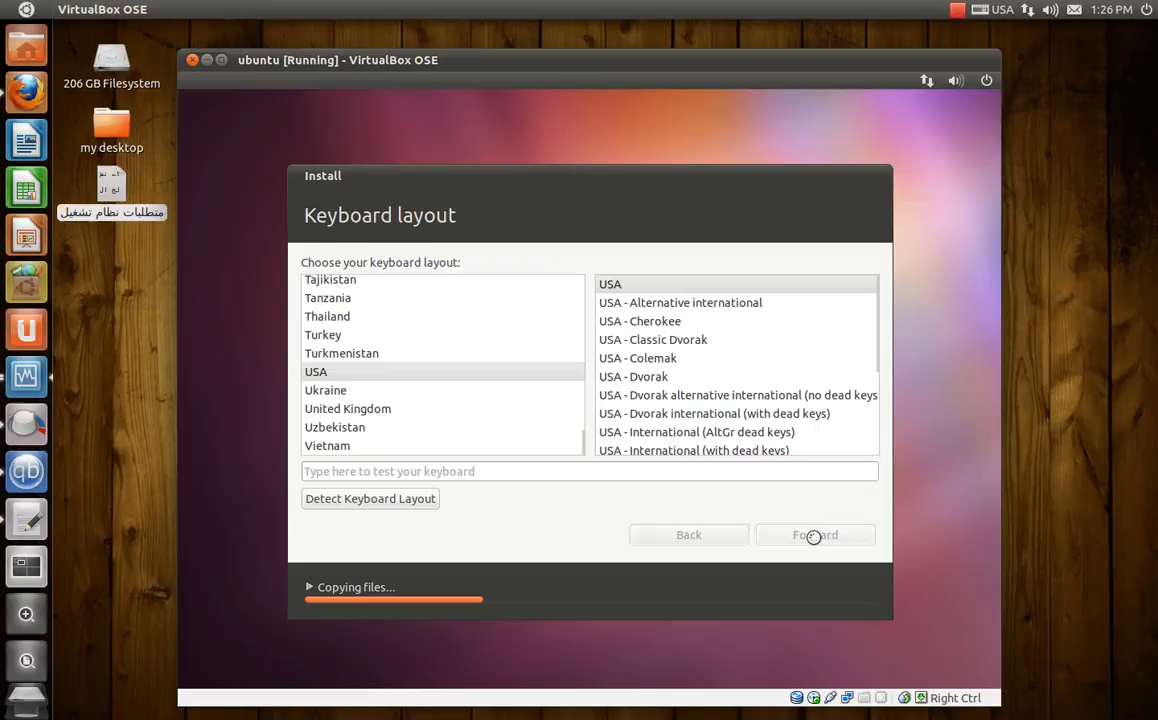 VirtualBox OSE
USA
1:26 PM
206 GB Filesystem
my desktop
متطلبات نظام تشغيل
ubuntu [Running] - VirtualBox OSE
Install
Keyboard layout
Choose your keyboard layout:
Tajikistan
Tanzania
Thailand
Turkey
Turkmenistan
USA
Ukraine
United Kingdom
Uzbekistan
Vietnam
USA
USA - Alternative international
USA - Cherokee
USA - Classic Dvorak
USA - Colemak
USA - Dvorak
USA - Dvorak alternative international (no dead keys
USA - Dvorak international (with dead keys)
USA - International (AltGr dead keys)
USA - International (with dead keys)
Type here to test your keyboard
Detect Keyboard Layout
Back
Forward
Copying files...
Right Ctrl